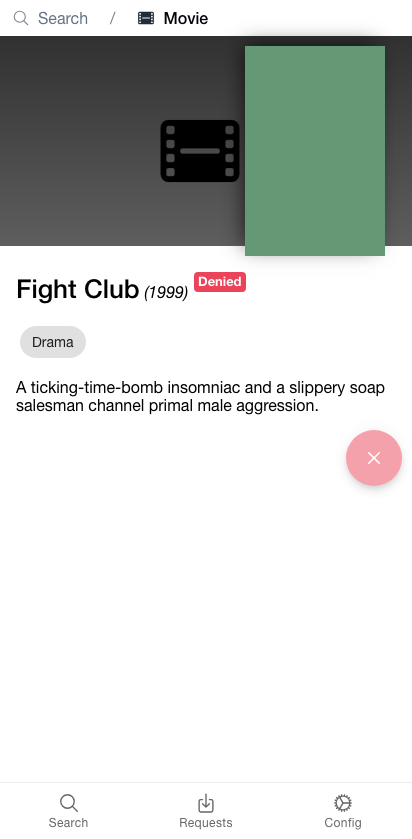 Search / Movie
Fight Club (1999) Denied
Drama
A ticking-time-bomb insomniac and a slippery soap
salesman channel primal male aggression.
Search Requests Config